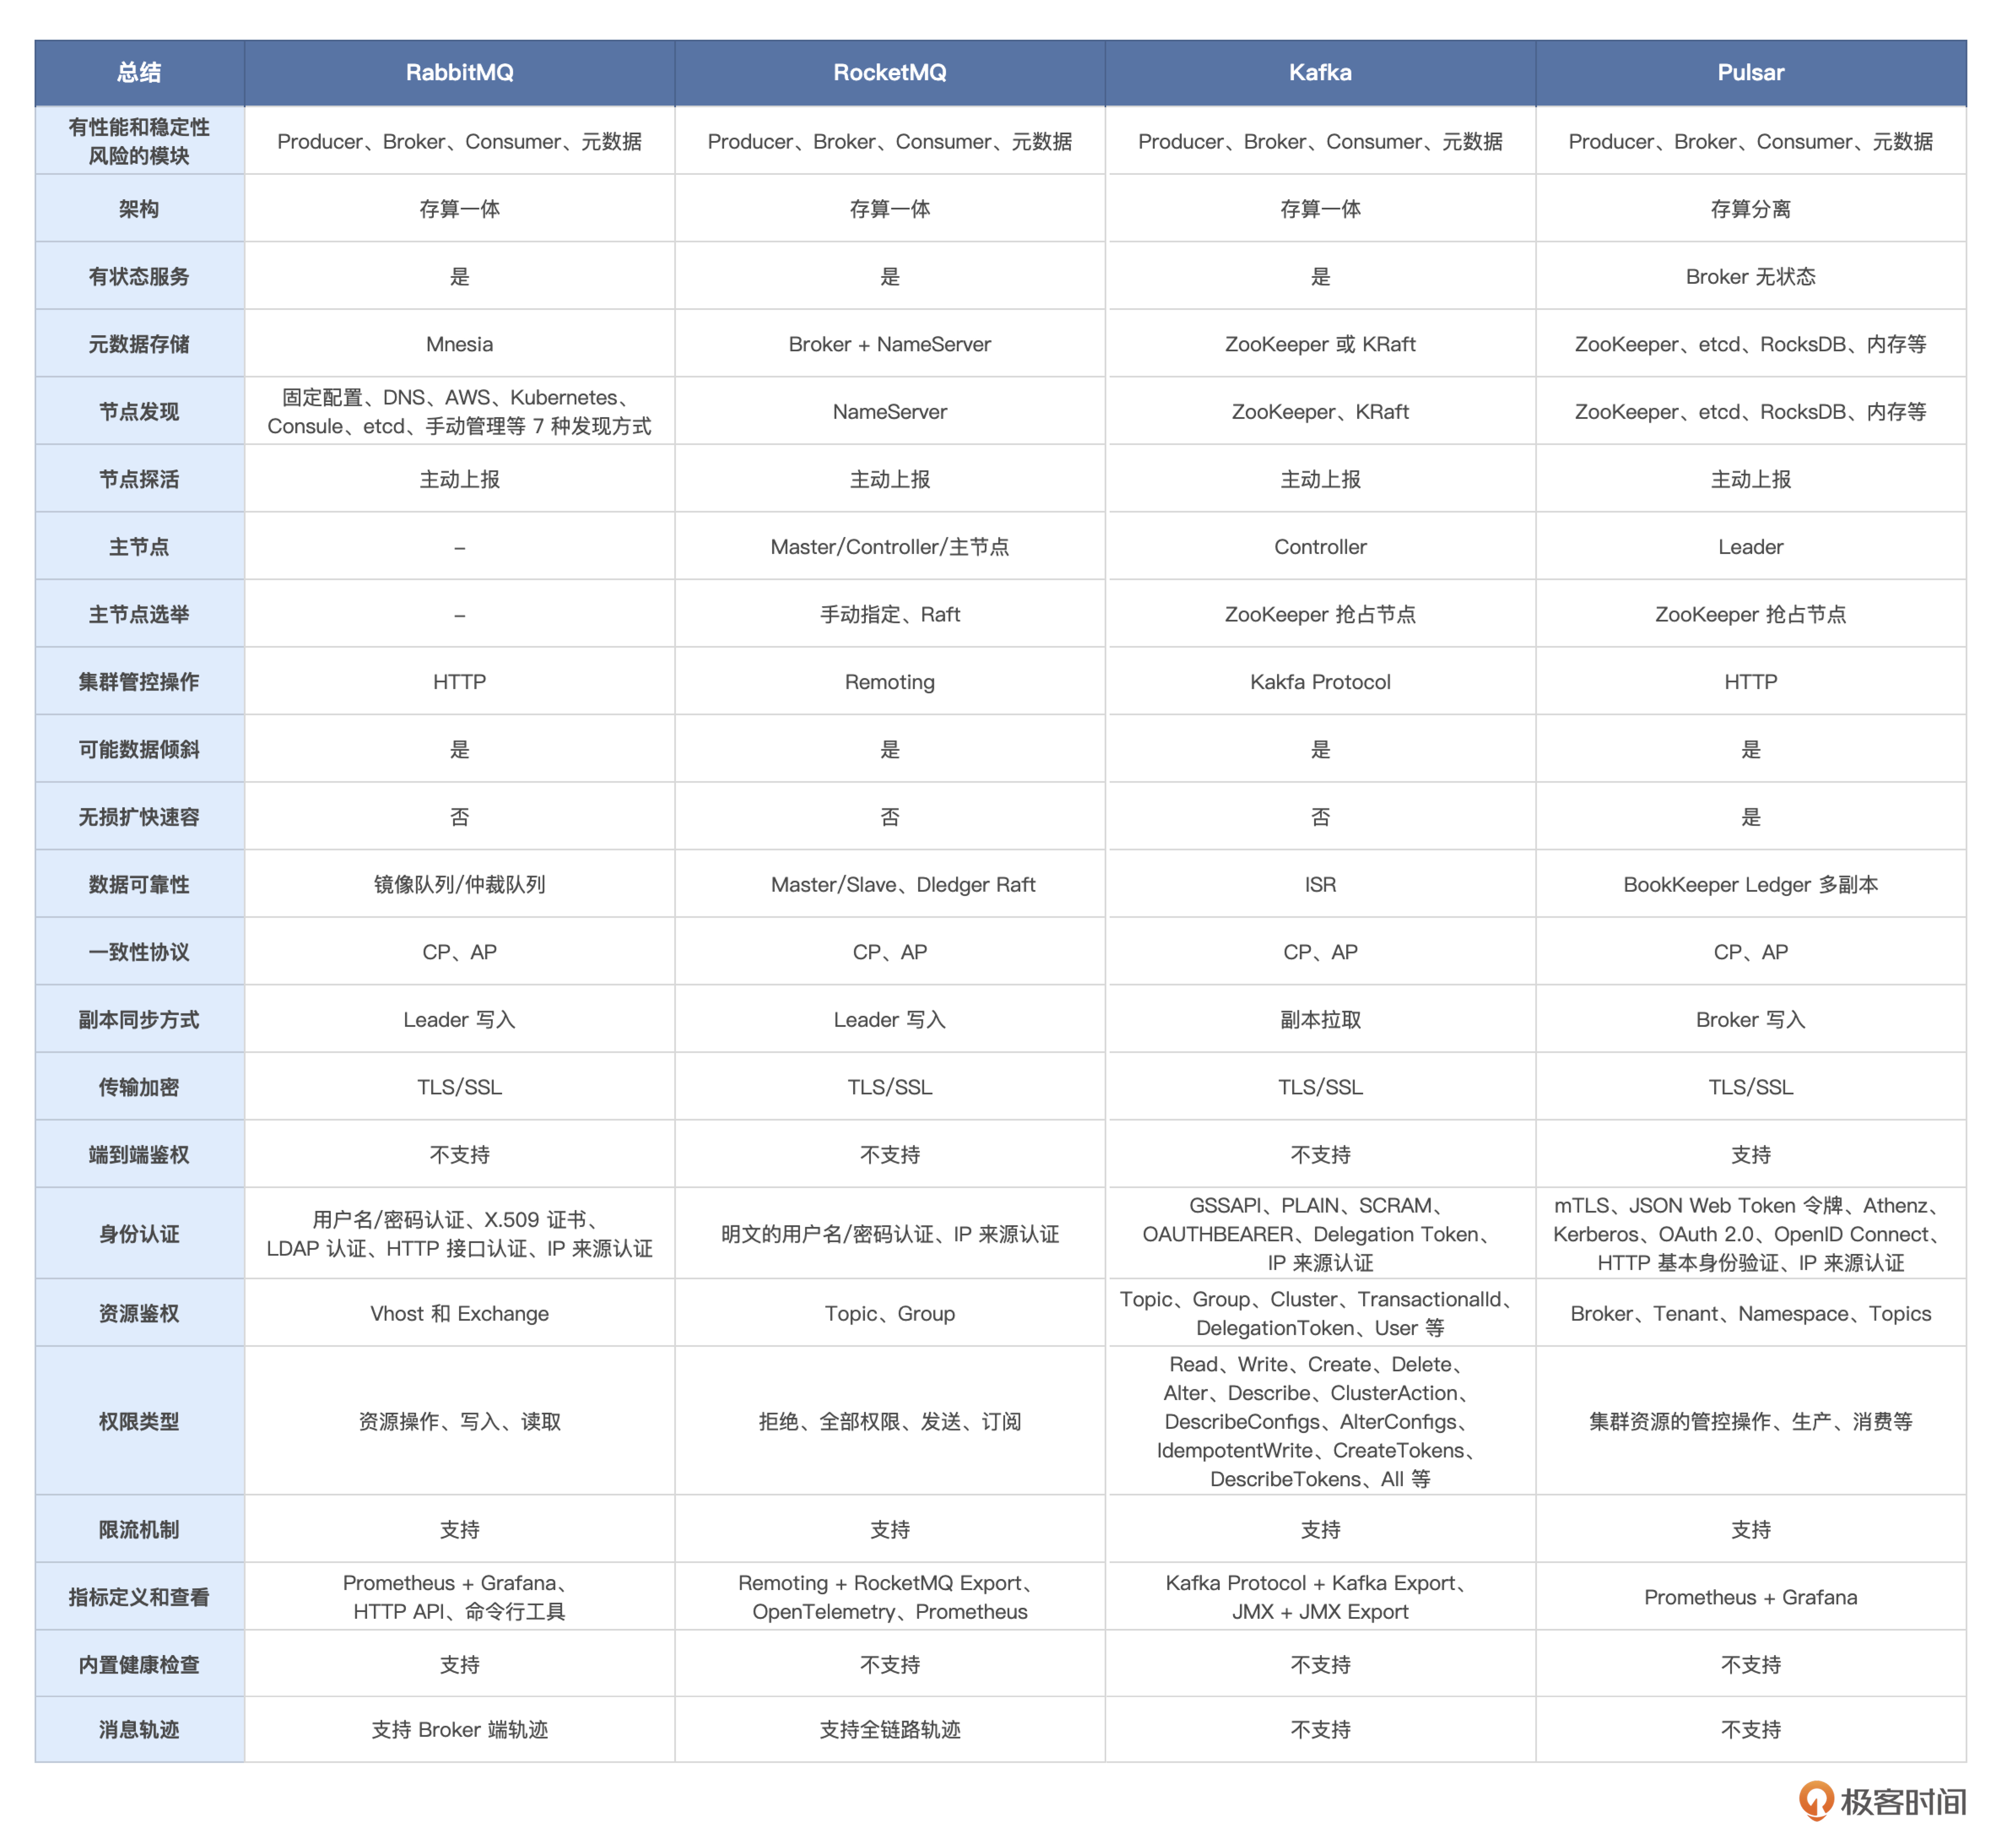 总结 RabbitMQ RocketMQ Kafka Pulsar
有性能和稳定性
风险的模块 Producer、Broker、Consumer、元数据 Producer、Broker、Consumer、元数据 Producer、Broker、Consumer、元数据 Producer、Broker、Consumer、元数据
架构 存算一体 存算一体 存算一体 存算分离
有状态服务 是 是 是 Broker 无状态
元数据存储 Mnesia Broker + NameServer ZooKeeper 或 KRaft ZooKeeper、etcd、RocksDB、内存等
节点发现 固定配置、DNS、AWS、Kubernetes、
Consule、etcd、手动管理等 7 种发现方式 NameServer ZooKeeper、KRaft ZooKeeper、etcd、RocksDB、内存等
节点探活 主动上报 主动上报 主动上报 主动上报
主节点 – Master/Controller/主节点 Controller Leader
主节点选举 – 手动指定、Raft ZooKeeper 抢占节点 ZooKeeper 抢占节点
集群管控操作 HTTP Remoting Kakfa Protocol HTTP
可能数据倾斜 是 是 是 是
无损扩快速容 否 否 否 是
数据可靠性 镜像队列/仲裁队列 Master/Slave、Dledger Raft ISR BookKeeper Ledger 多副本
一致性协议 CP、AP CP、AP CP、AP CP、AP
副本同步方式 Leader 写入 Leader 写入 副本拉取 Broker 写入
传输加密 TLS/SSL TLS/SSL TLS/SSL TLS/SSL
端到端鉴权 不支持 不支持 不支持 支持
身份认证 用户名/密码认证、X.509 证书、
LDAP 认证、HTTP 接口认证、IP 来源认证 明文的用户名/密码认证、IP 来源认证 GSSAPI、PLAIN、SCRAM、
OAUTHBEARER、Delegation Token、
IP 来源认证 mTLS、JSON Web Token 令牌、Athenz、
Kerberos、OAuth 2.0、OpenID Connect、
HTTP 基本身份验证、IP 来源认证
资源鉴权 Vhost 和 Exchange Topic、Group Topic、Group、Cluster、TransactionalId、
DelegationToken、User 等 Broker、Tenant、Namespace、Topics
权限类型 资源操作、写入、读取 拒绝、全部权限、发送、订阅 Read、Write、Create、Delete、
Alter、Describe、ClusterAction、
DescribeConfigs、AlterConfigs、
IdempotentWrite、CreateTokens、
DescribeTokens、All 等 集群资源的管控操作、生产、消费等
限流机制 支持 支持 支持 支持
指标定义和查看 Prometheus + Grafana、
HTTP API、命令行工具 Remoting + RocketMQ Export、
OpenTelemetry、Prometheus Kafka Protocol + Kafka Export、
JMX + JMX Export Prometheus + Grafana
内置健康检查 支持 不支持 不支持 不支持
消息轨迹 支持 Broker 端轨迹 支持全链路轨迹 不支持 不支持
极客时间